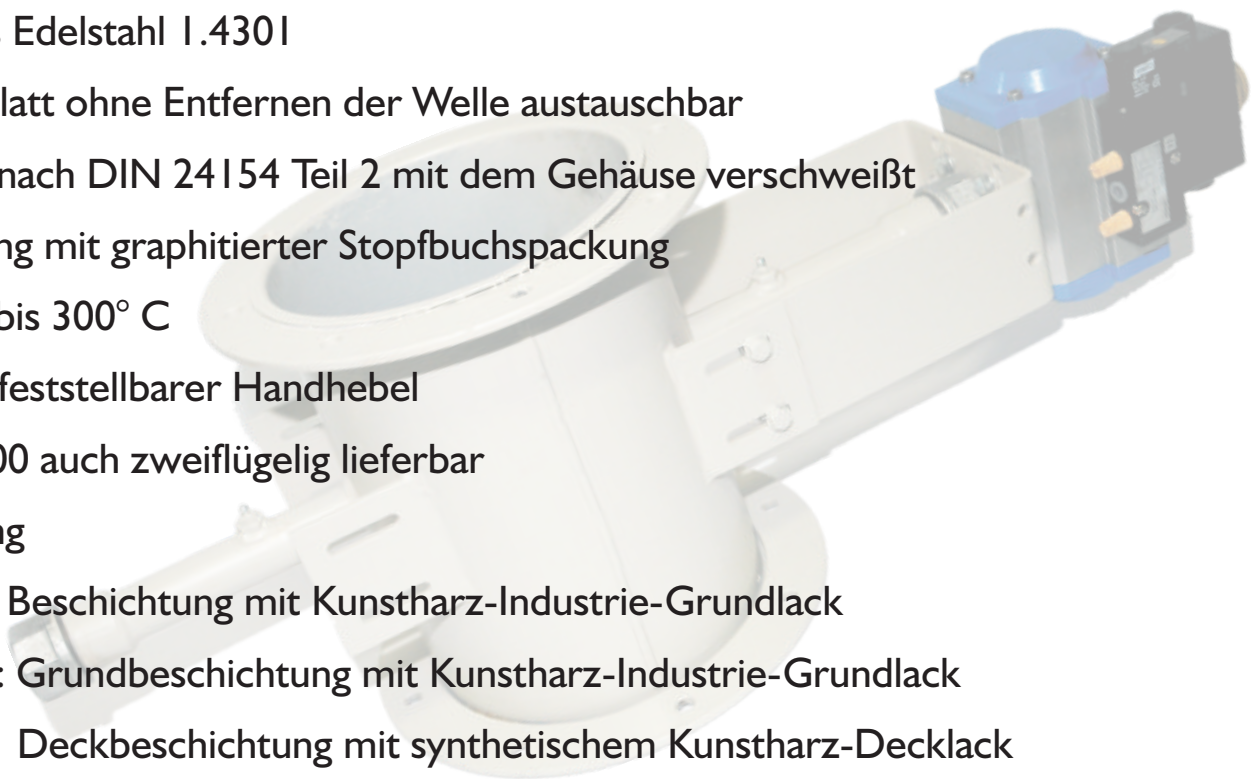 Edelstahl 1.4301
latt ohne Entfernen der Welle austauschbar
nach DIN 24154 Teil 2 mit dem Gehäuse verschweißt
ng mit graphitierter Stopfbuchspackung
bis 300° C
feststellbarer Handhebel
00 auch zweiflügelig lieferbar
ng
Beschichtung mit Kunstharz-Industrie-Grundlack
: Grundbeschichtung mit Kunstharz-Industrie-Grundlack
Deckbeschichtung mit synthetischem Kunstharz-Decklack